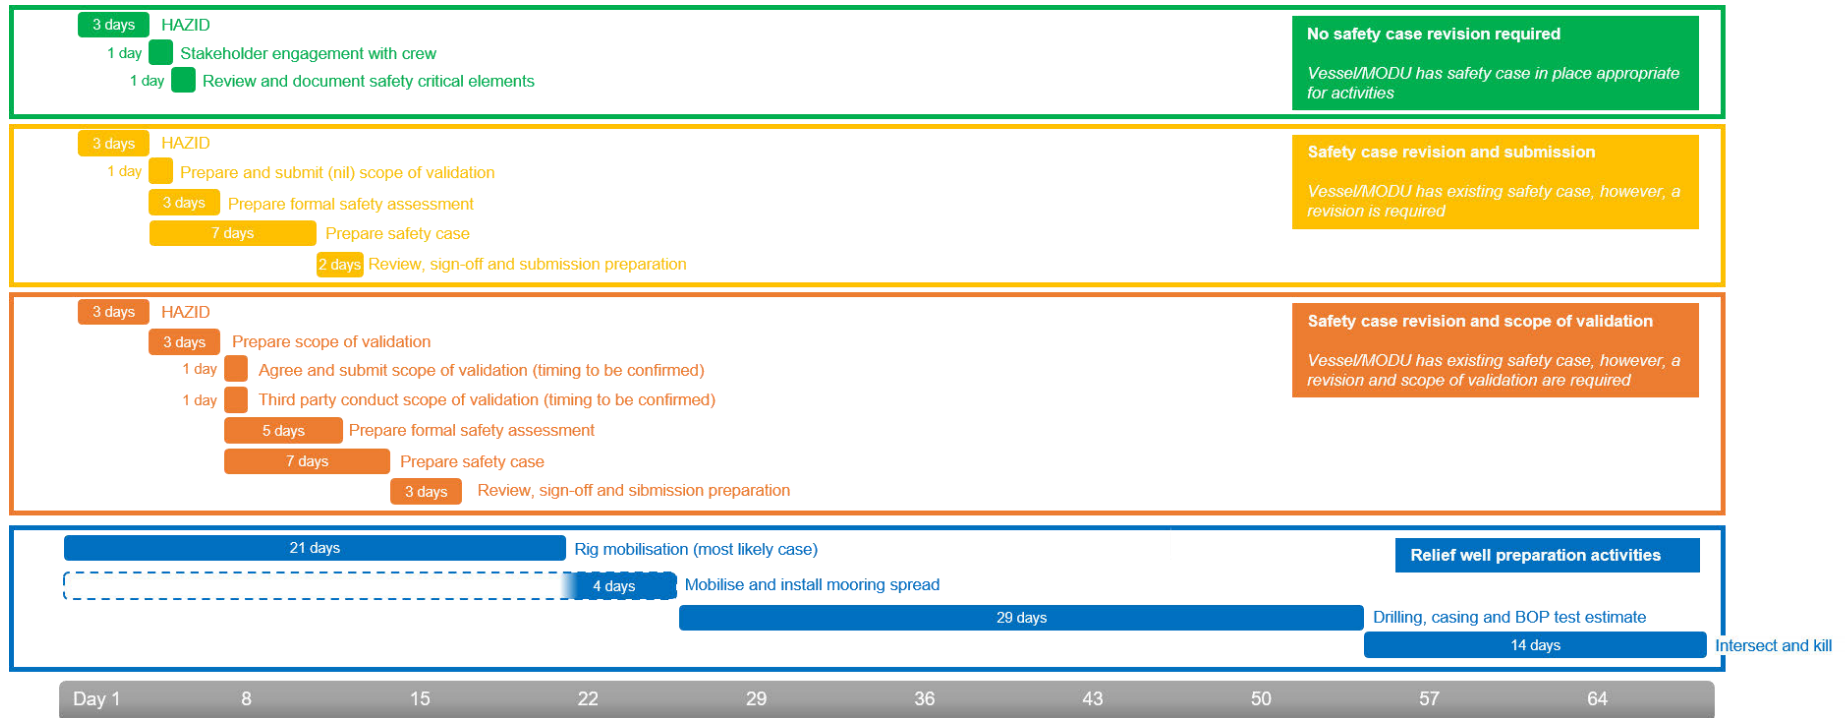 3 days HAZID
1 day Stakeholder engagement with crew
1 day Review and document safety critical elements
No safety case revision required
Vessel/MODU has safety case in place appropriate
for activities
3 days HAZID
1 day Prepare and submit (nil) scope of validation
3 days Prepare formal safety assessment
7 days Prepare safety case
2 days Review, sign-off and submission preparation
Safety case revision and submission
Vessel/MODU has existing safety case, however, a
revision is required
3 days HAZID
3 days Prepare scope of validation
1 day Agree and submit scope of validation (timing to be confirmed)
1 day Third party conduct scope of validation (timing to be confirmed)
5 days Prepare formal safety assessment
7 days Prepare safety case
3 days Review, sign-off and sibmission preparation
Safety case revision and scope of validation
Vessel/MODU has existing safety case, however, a
revision and scope of validation are required
21 days Rig mobilisation (most likely case)
4 days Mobilise and install mooring spread
29 days Drilling, casing and BOP test estimate
14 days Intersect and kill
Relief well preparation activities
Day 1 8 15 22 29 36 43 50 57 64